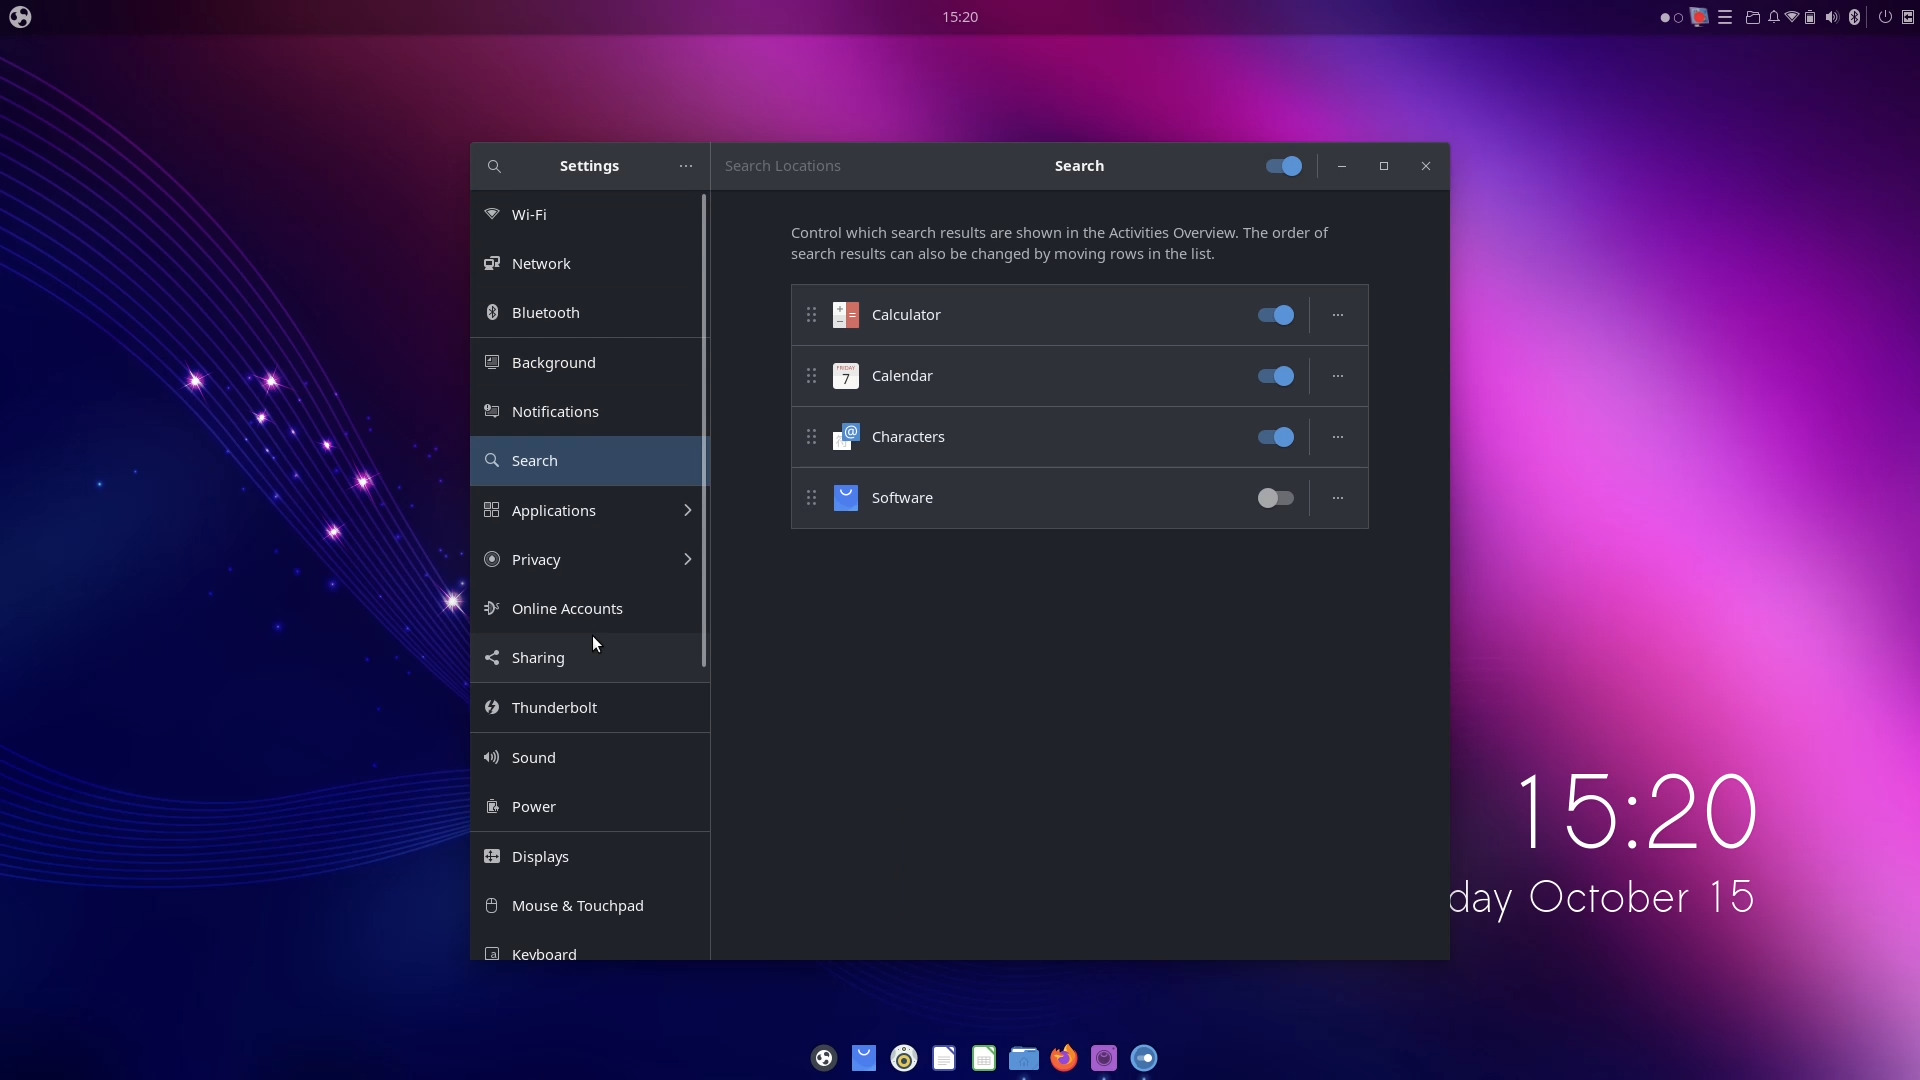 15:20
Settings
Search Locations
Search
Wi-Fi
Network
Bluetooth
Background
Notifications
Search
Applications
Privacy
Online Accounts
Sharing
Thunderbolt
Sound
Power
Displays
Mouse & Touchpad
Keyboard
Control which search results are shown in the Activities Overview. The order of
search results can also be changed by moving rows in the list.
Calculator
FRIDAY
7
Calendar
@
Characters
Software
15:20
day October 15